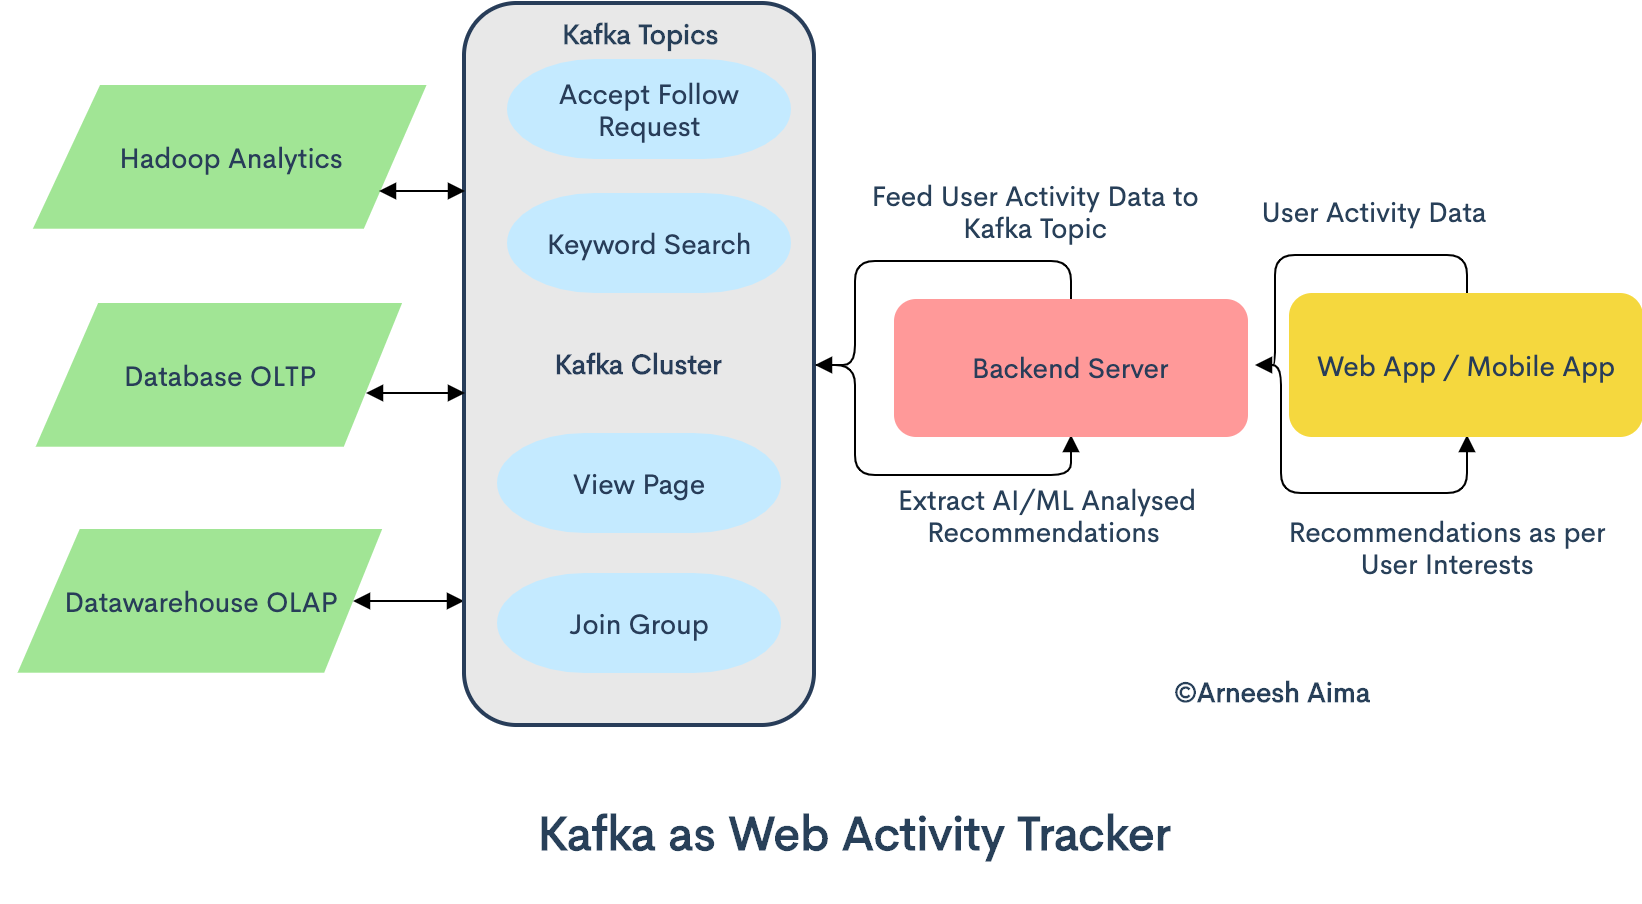 Kafka Topics
Accept Follow
Request
Hadoop Analytics
Keyword Search
Feed User Activity Data to
Kafka Topic
User Activity Data
Database OLTP
Kafka Cluster
Backend Server
Web App / Mobile App
View Page
Extract AI/ML Analysed
Recommendations
Recommendations as per
User Interests
Datawarehouse OLAP
Join Group
©Arneesh Aima
Kafka as Web Activity Tracker